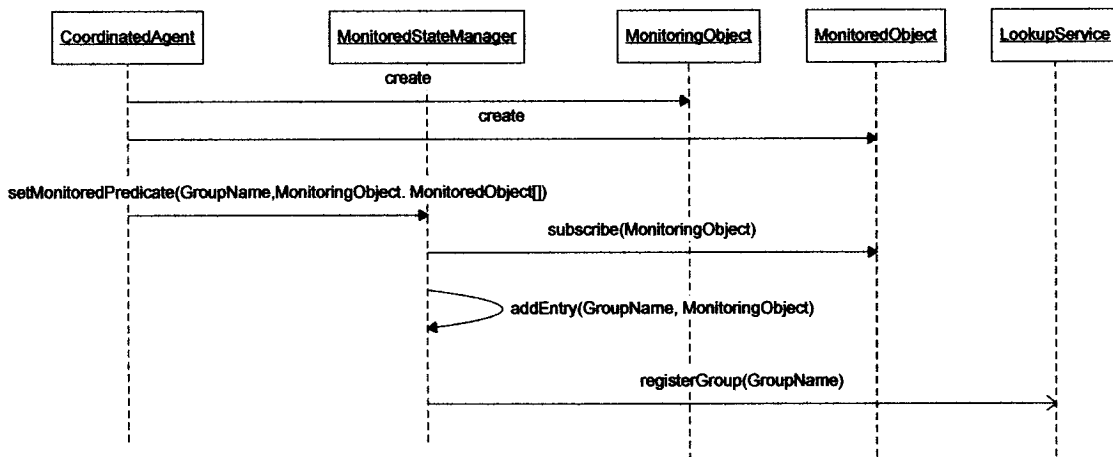 CoordinatedAgent MonitoredStateManager MonitoringObject MonitoredObject LookupService
create
create
setMonitoredPredicate(GroupName,MonitoringObject. MonitoredObject[])
subscribe(MonitoringObject)
addEntry(GroupName, MonitoringObject)
registerGroup(GroupName)